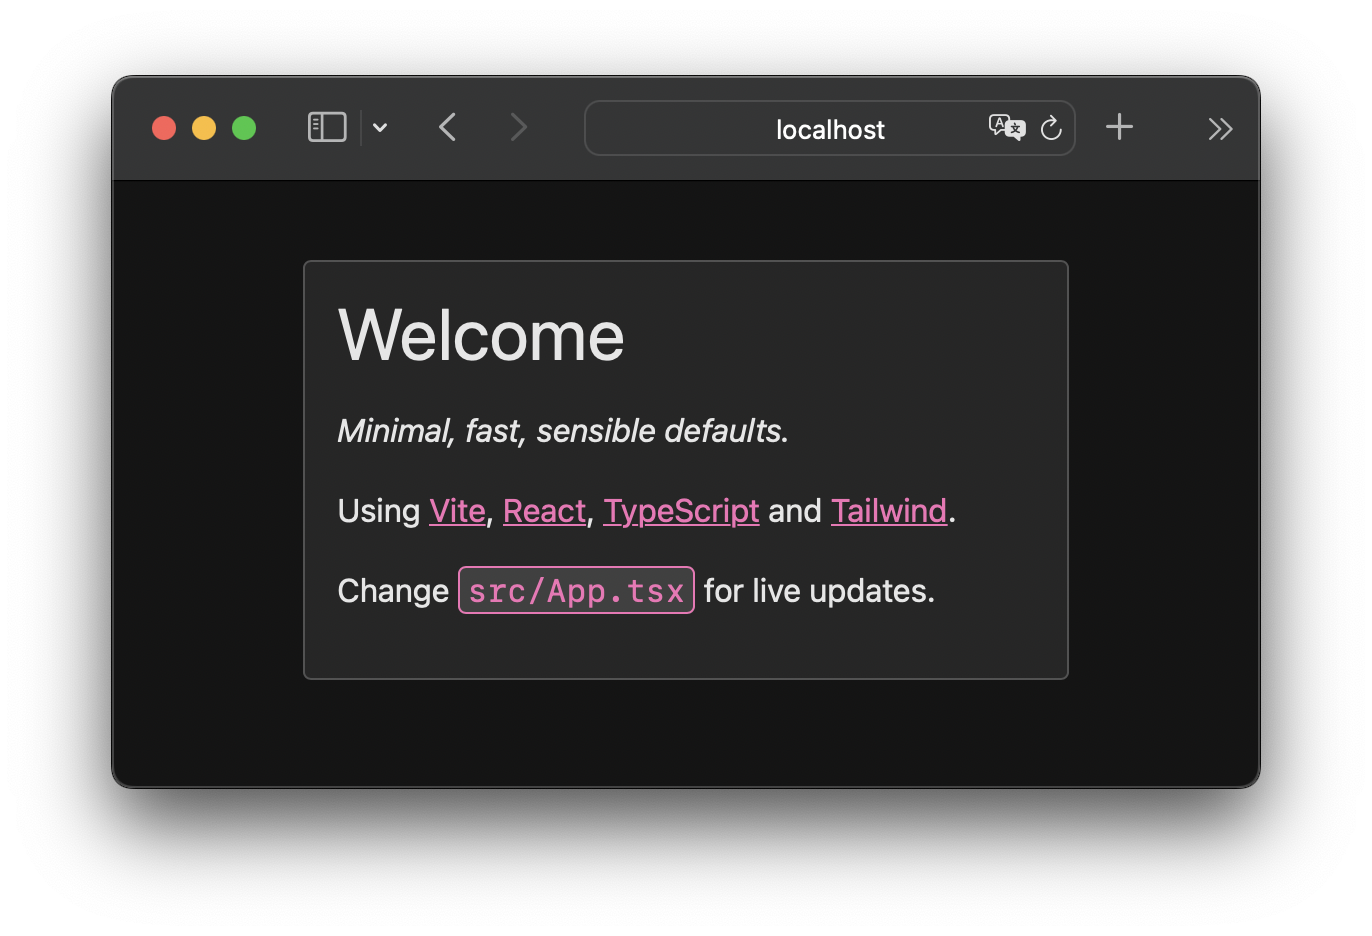 localhost
Welcome
Minimal, fast, sensible defaults.
Using Vite, React, TypeScript and Tailwind.
Change src/App.tsx for live updates.